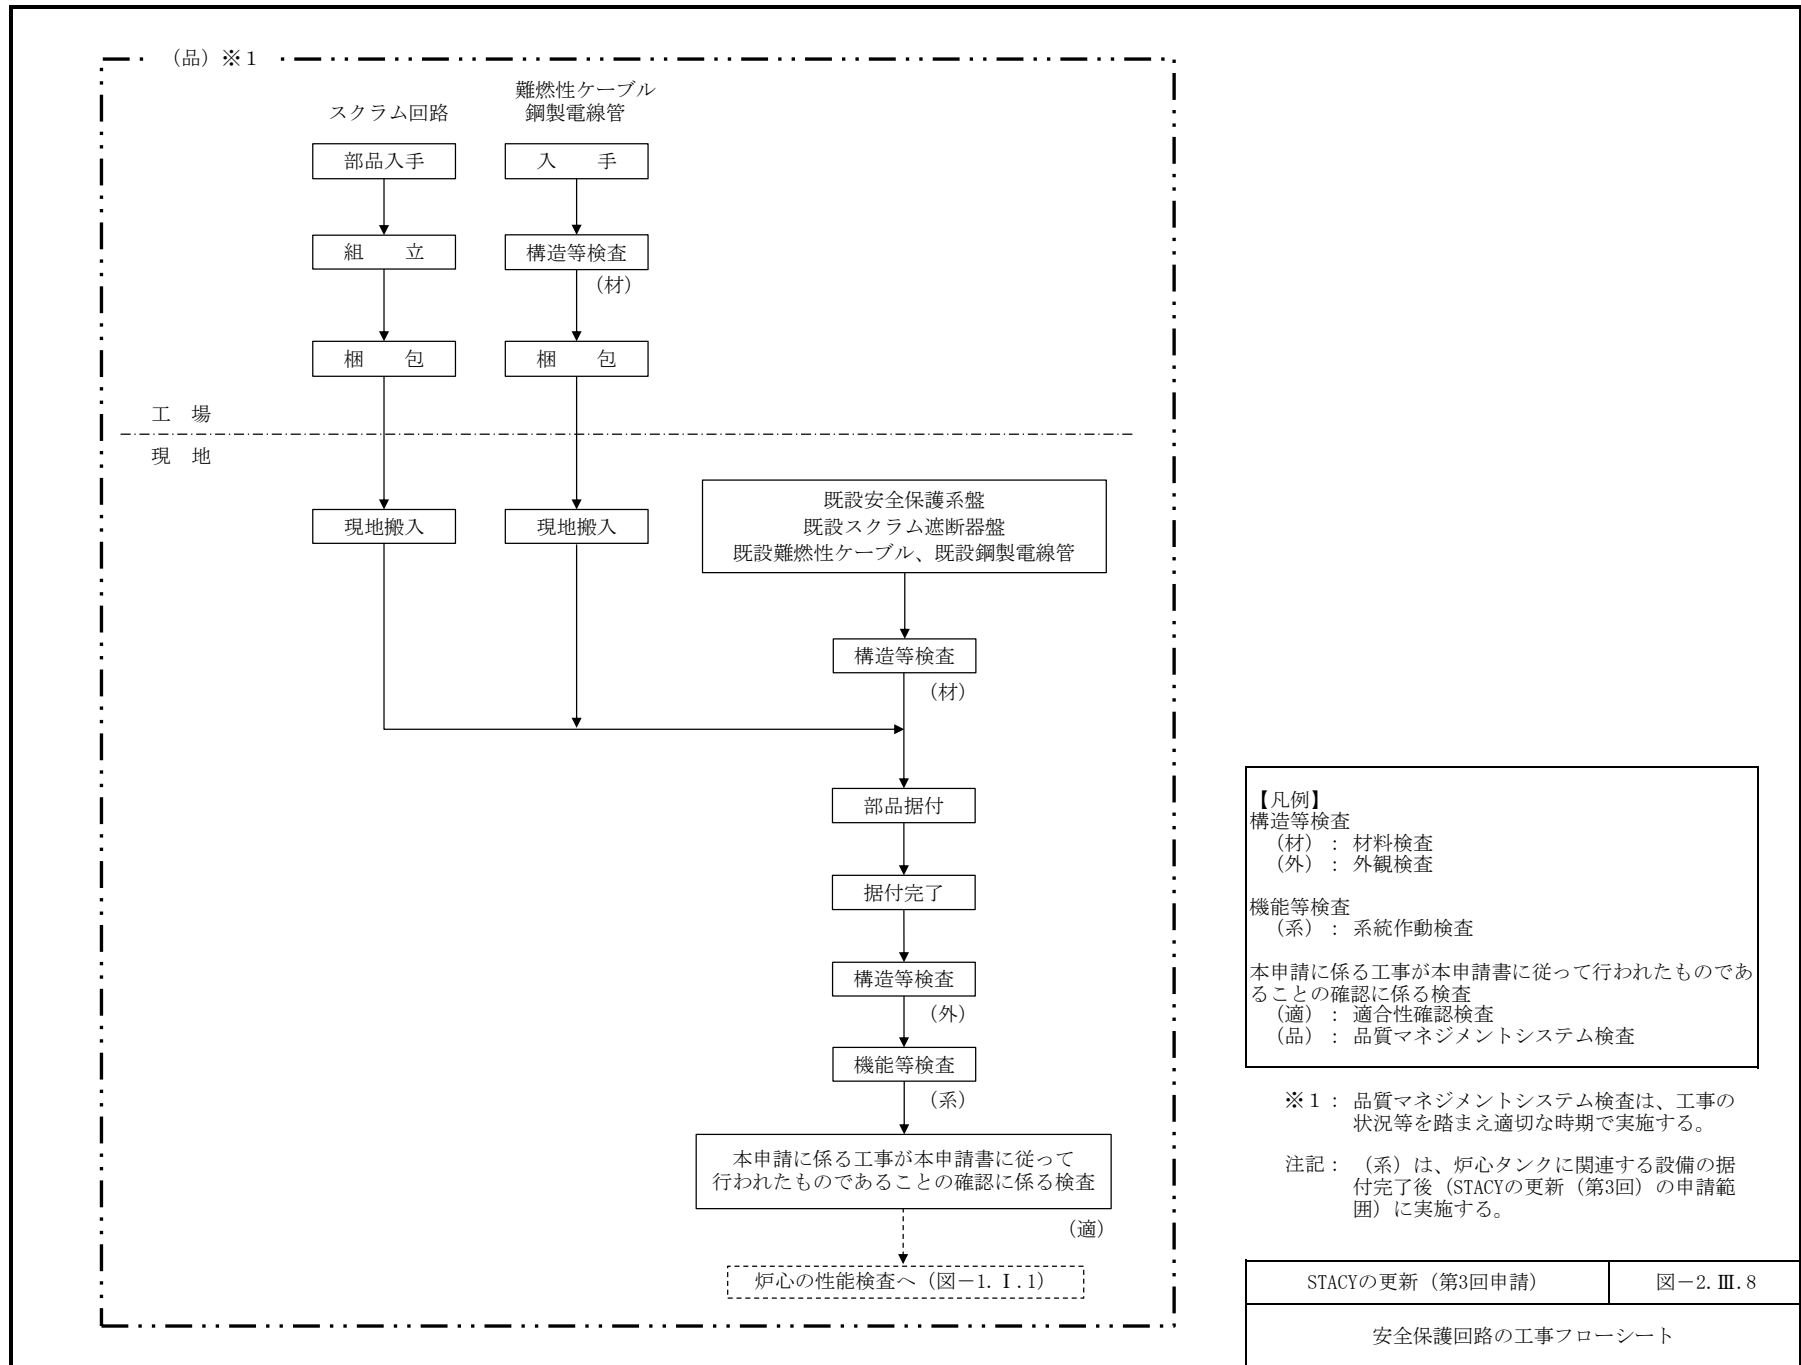 （品）※１
スクラム回路
難燃性ケーブル
鋼製電線管
部品入手
入　手
組　立
構造等検査
（材）
梱　包
梱　包
工　場
現　地
現地搬入
現地搬入
既設安全保護系盤
既設スクラム遮断器盤
既設難燃性ケーブル、既設鋼製電線管
構造等検査
（材）
部品据付
据付完了
構造等検査
（外）
機能等検査
（系）
本申請に係る工事が本申請書に従って
行われたものであることの確認に係る検査
（適）
炉心の性能検査へ（図－1.Ⅰ.1）
【凡例】
構造等検査
（材）：材料検査
（外）：外観検査
機能等検査
（系）：系統作動検査
本申請に係る工事が本申請書に従って行われたものであ
ることの確認に係る検査
（適）：適合性確認検査
（品）：品質マネジメントシステム検査
※１：品質マネジメントシステム検査は、工事の
状況等を踏まえ適切な時期で実施する。
注記：（系）は、炉心タンクに関連する設備の据
付完了後（STACYの更新（第3回）の申請範
囲）に実施する。
STACYの更新（第3回申請）
図－2.Ⅲ.8
安全保護回路の工事フローシート